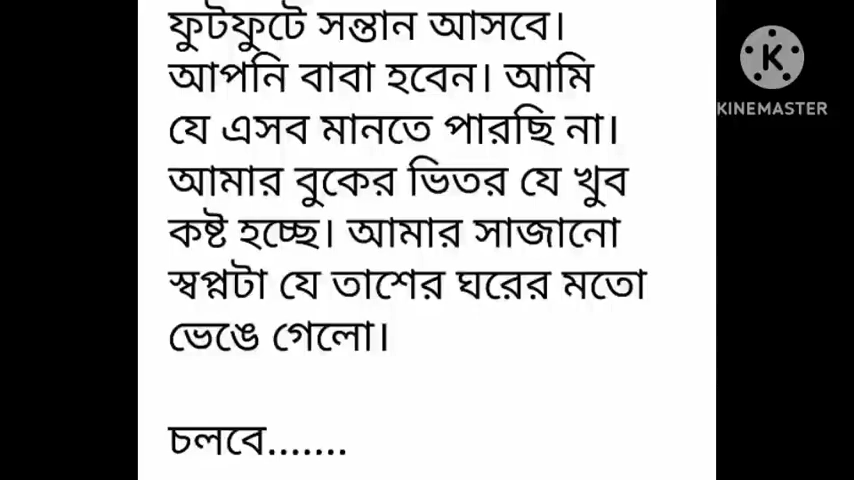 ফুটফুটে সন্তান আসবে।
আপনি বাবা হবেন। আমি
যে এসব মানতে পারছি না।
আমার বুকের ভিতর যে খুব
কষ্ট হচ্ছে। আমার সাজানো
স্বপ্নটা যে তাশের ঘরের মতো
ভেঙে গেলো।
চলবে.......
K
KINEMASTER